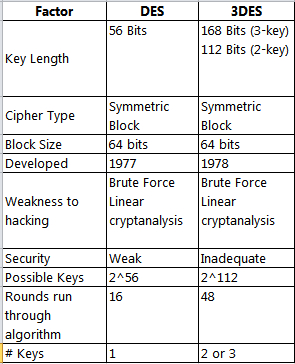 Factor DES 3DES
Key Length 56 Bits 168 Bits (3-key)
112 Bits (2-key)
Cipher Type Symmetric Symmetric
Block Block
Block Size 64 bits 64 bits
Developed 1977 1978
Weakness to Brute Force Brute Force
hacking Linear Linear
cryptanalysis cryptanalysis
Security Weak Inadequate
Possible Keys 2^56 2^112
Rounds run 16 48
through
algorithm
# Keys 1 2 or 3